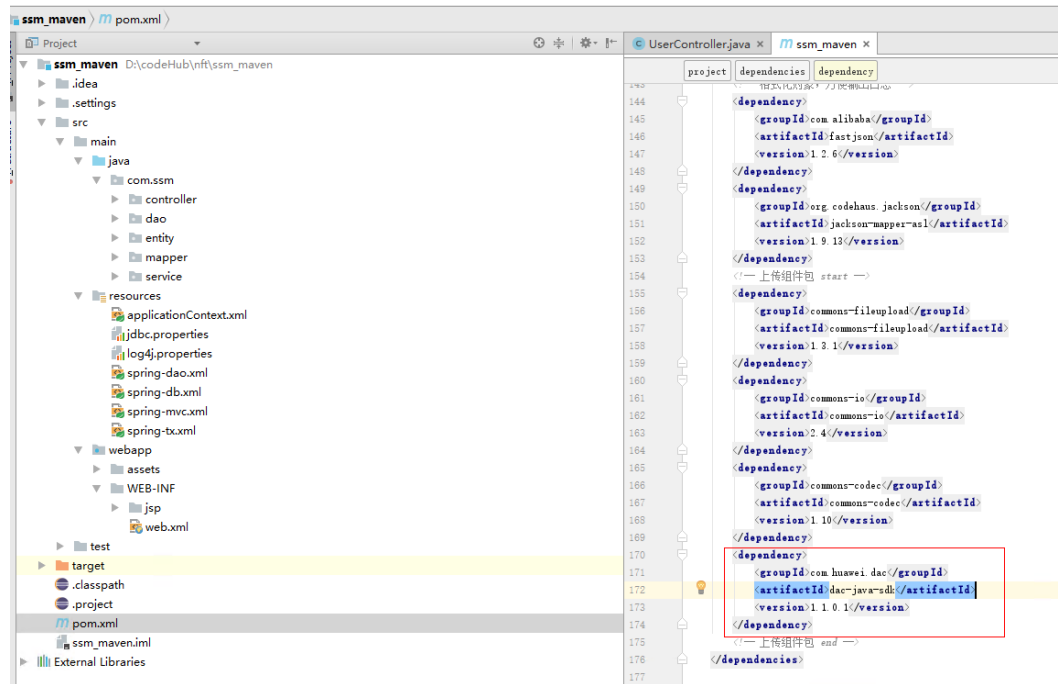 ssm_maven
pom.xml
Project
ssm_maven D:\codeHub\nft\ssm_maven
.idea
.settings
src
main
java
com.ssm
controller
dao
entity
mapper
service
resources
applicationContext.xml
jdbc.properties
log4j.properties
spring-dao.xml
spring-db.xml
spring-mvc.xml
spring-tx.xml
webapp
assets
WEB-INF
jsp
web.xml
test
target
.classpath
.project
pom.xml
ssm_maven.iml
External Libraries
UserController.java
ssm_maven
project dependencies dependency
144 <dependency>
145 <groupId>com.alibaba</groupId>
146 <artifactId>fastjson</artifactId>
147 <version>1.2.6</version>
148 </dependency>
149 <dependency>
150 <groupId>org.codehaus.jackson</groupId>
151 <artifactId>jackson-mapper-asl</artifactId>
152 <version>1.9.13</version>
153 </dependency>
154 <!-- 上传组件包 start -->
155 <dependency>
156 <groupId>commons-fileupload</groupId>
157 <artifactId>commons-fileupload</artifactId>
158 <version>1.3.1</version>
159 </dependency>
160 <dependency>
161 <groupId>commons-io</groupId>
162 <artifactId>commons-io</artifactId>
163 <version>2.4</version>
164 </dependency>
165 <dependency>
166 <groupId>commons-codec</groupId>
167 <artifactId>commons-codec</artifactId>
168 <version>1.10</version>
169 </dependency>
170 <dependency>
171 <groupId>com.huawei.dac</groupId>
172 <artifactId>dac-java-sdk</artifactId>
173 <version>1.1.0.1</version>
174 </dependency>
175 <!-- 上传组件包 end -->
176 </dependencies>
177